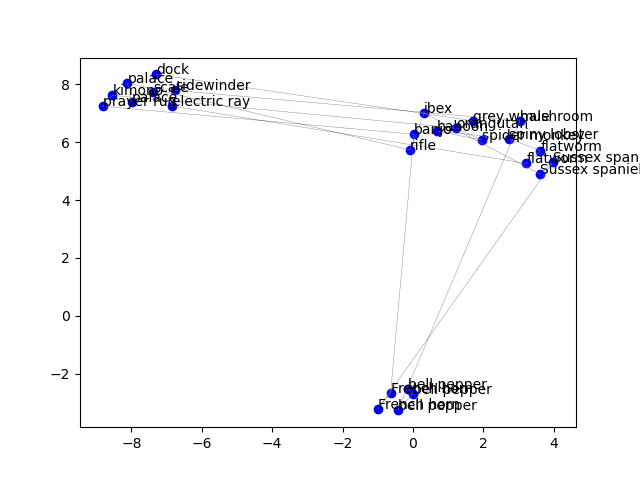 dock
palace
scale
sidewinder
kimono
palace
prayer rug
electric ray
ibex
grey whale
mushroom
orangutan
baboon
banjo
spiny lobster
spider monkey
rifle
flatworm
flatworm
Sussex spaniel
Sussex spaniel
bell pepper
French horn
bell pepper
French horn
bell pepper
8
6
4
2
0
−2
−8
−6
−4
−2
0
2
4